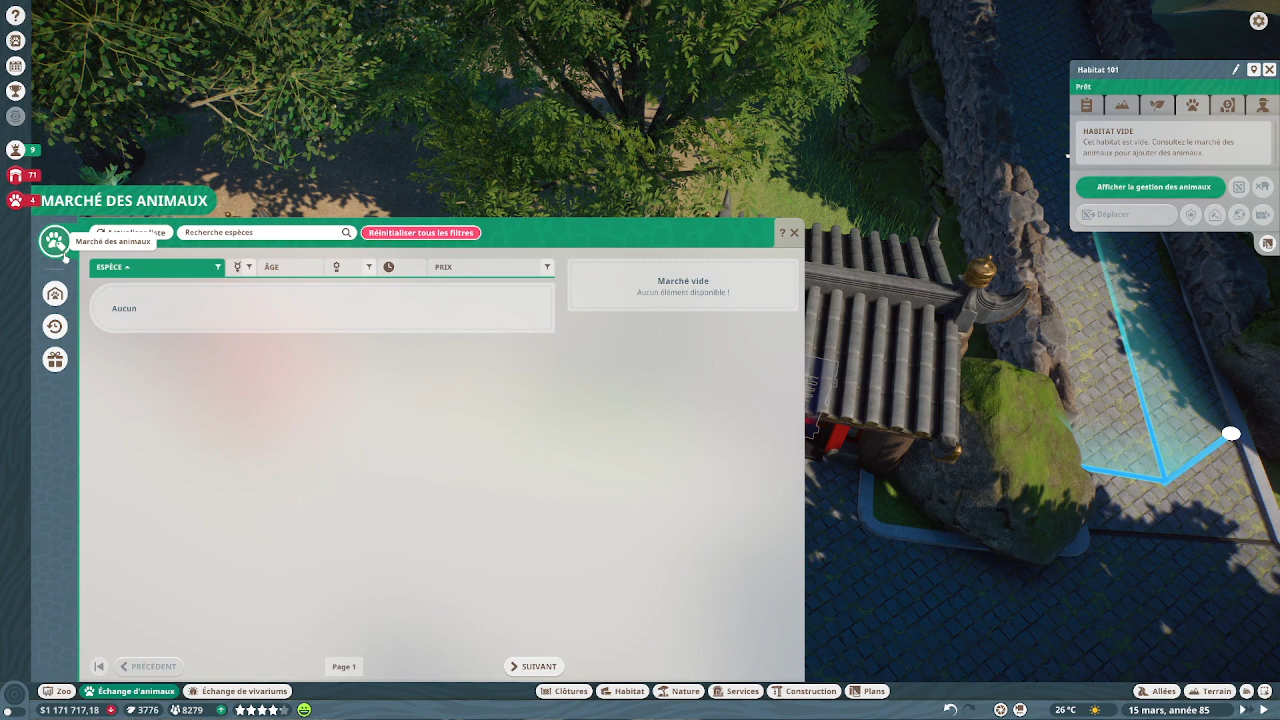 Habitat 101
Prêt
HABITAT VIDE
Cet habitat est vide. Consultez le marché des
animaux pour ajouter des animaux.
Afficher la gestion des animaux
Déplacer
9
71
4
MARCHÉ DES ANIMAUX
Actualiser liste
Recherche espèces
Réinitialiser tous les filtres
?
Marché des animaux
ESPÈCE
ÂGE
PRIX
Aucun
Marché vide
Aucun élément disponible !
PRÉCÉDENT
Page 1
SUIVANT
Zoo
Échange d'animaux
Échange de vivariums
Clôtures
Habitat
Nature
Services
Construction
Plans
Allées
Terrain
$1 171 717,18
3776
8279
26 °C
15 mars, année 85